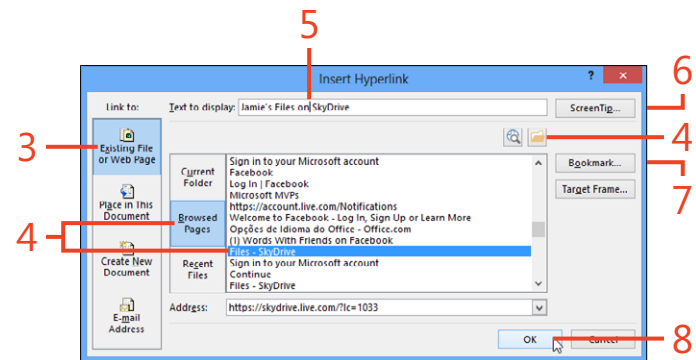 5
Insert Hyperlink
?
×
6
Link to:
Text to display: Jamie's Files on SkyDrive
ScreenTip...
3
Existing File
or Web Page
4
Current
Folder
Sign in to your Microsoft account
Facebook
Log In | Facebook
Microsoft MVPs
https://account.live.com/Notifications
Welcome to Facebook - Log In, Sign Up or Learn More
Opções de Idioma do Office - Office.com
(1) Words With Friends on Facebook
Files - SkyDrive
Sign in to your Microsoft account
Continue
Files - SkyDrive
Bookmark...
7
Target Frame...
Place in This
Document
4
Browsed
Pages
Create New
Document
Recent
Files
E-mail
Address
Address: https://skydrive.live.com/?lc=1033
OK
Cancel
8